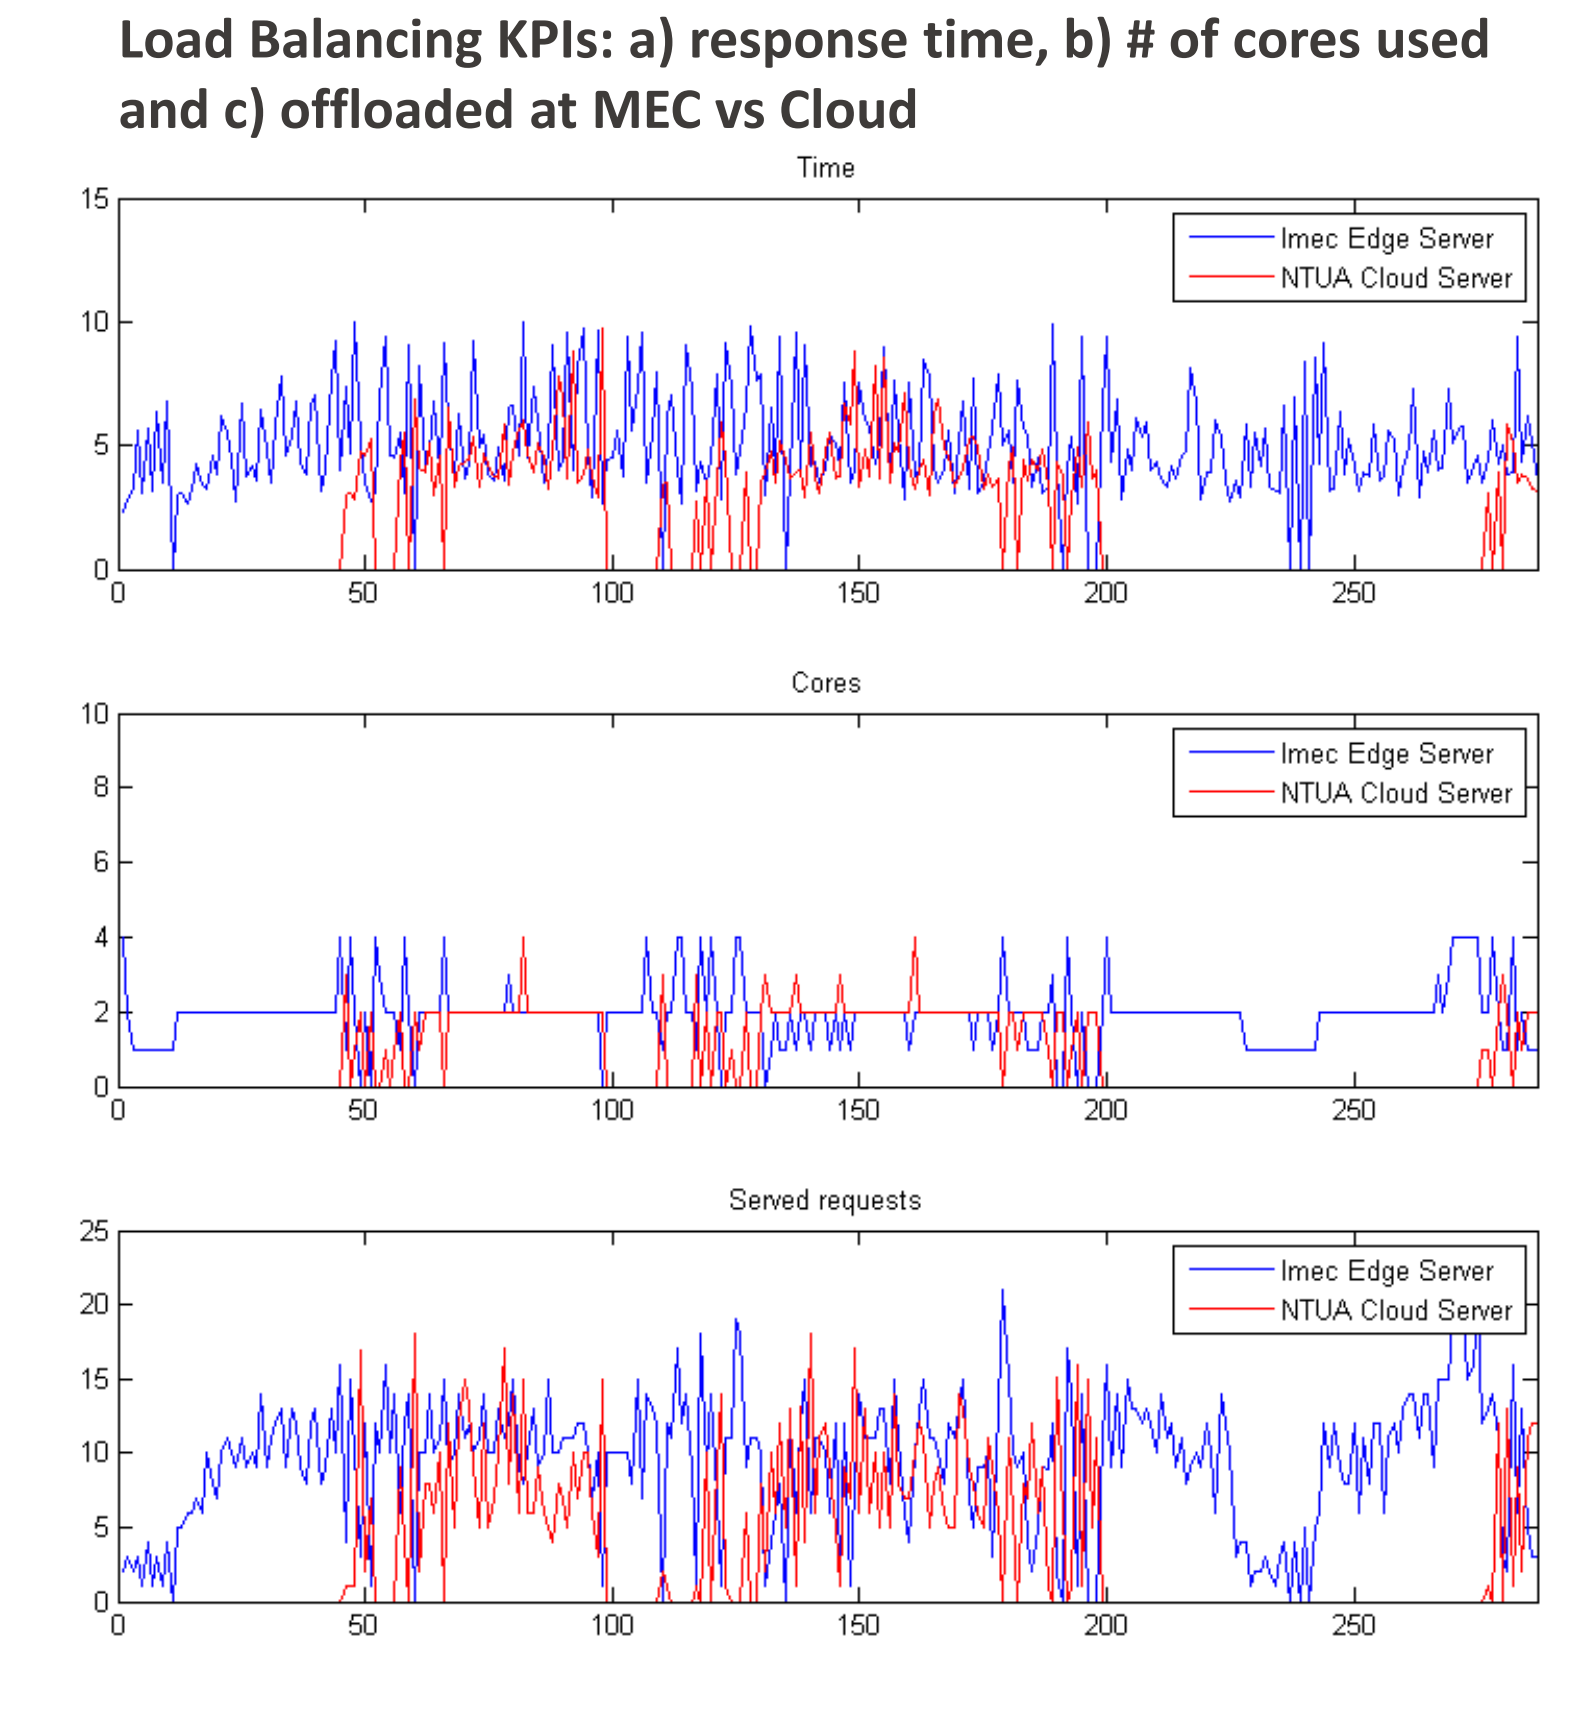 Load Balancing KPIs: a) response time, b) # of cores used
and c) offloaded at MEC vs Cloud
Time
15
10
5
0
Imec Edge Server
NTUA Cloud Server
0 50 100 150 200 250
Cores
10
8
6
4
2
0
Imec Edge Server
NTUA Cloud Server
0 50 100 150 200 250
Served requests
25
20
15
10
5
0
Imec Edge Server
NTUA Cloud Server
0 50 100 150 200 250